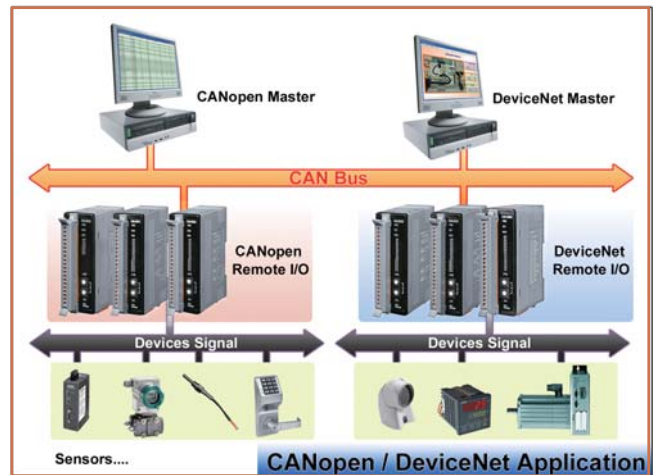 CANopen Master
DeviceNet Master
CAN Bus
CANopen
Remote I/O
DeviceNet
Remote I/O
Devices Signal
Devices Signal
Sensors....
CANopen / DeviceNet Application